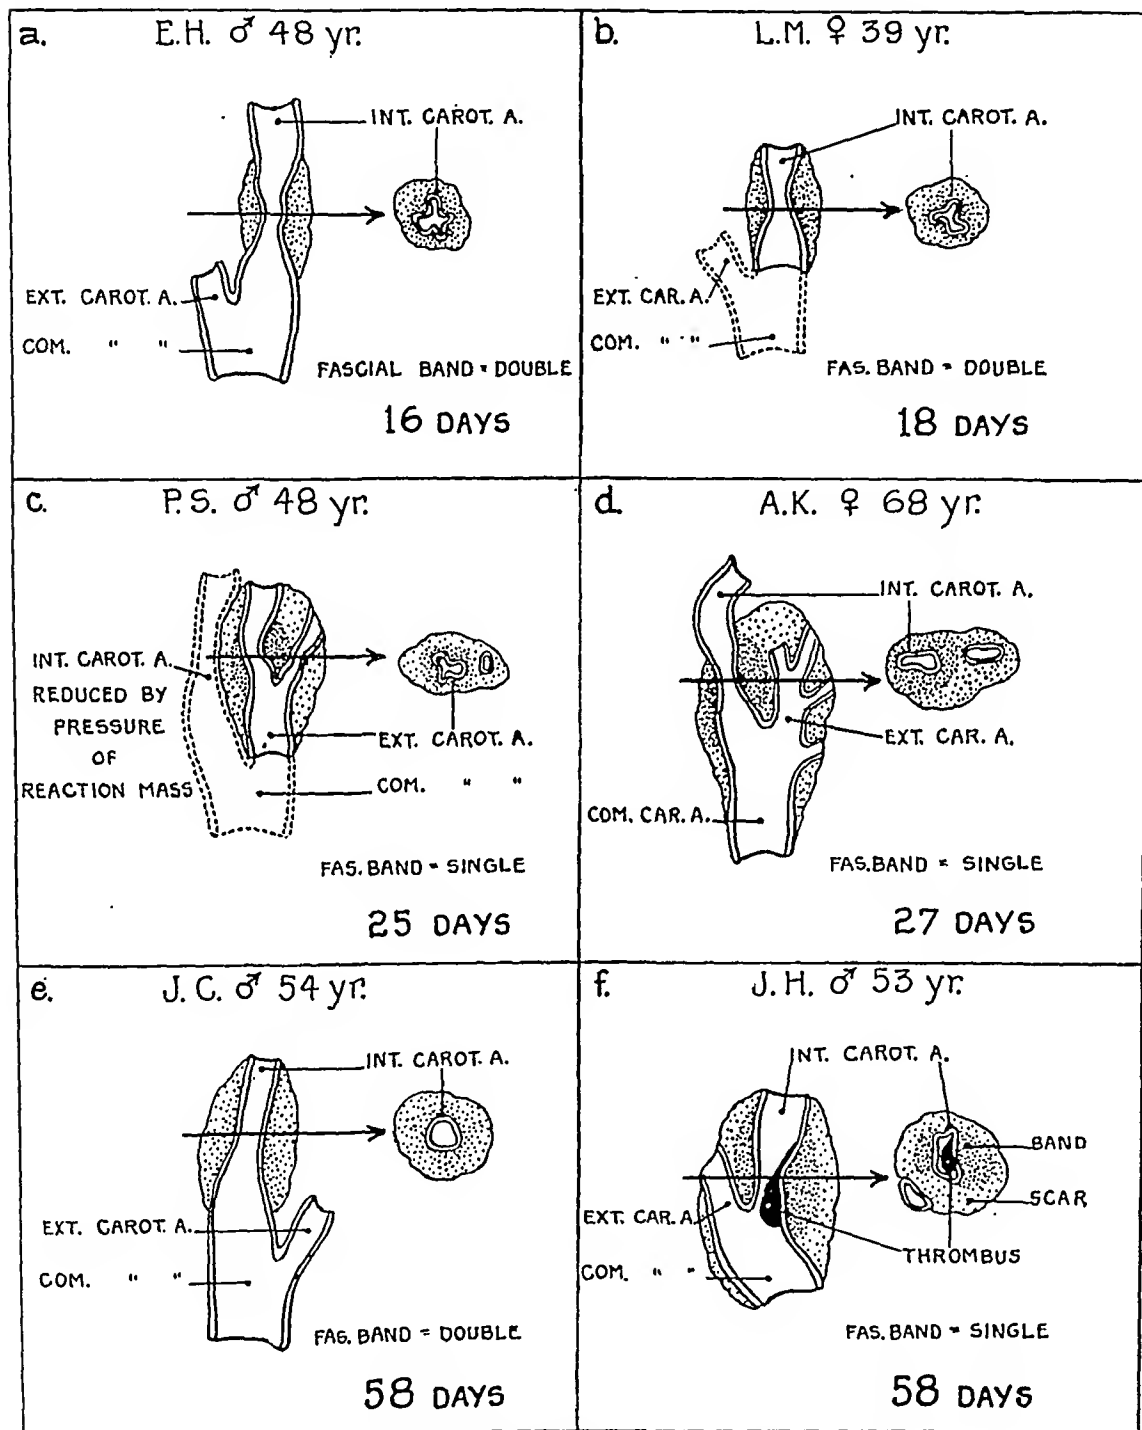 a.
E.H. ♂ 48 yr.
INT. CAROT. A.
EXT. CAROT. A.
COM. " "
FASCIAL BAND = DOUBLE
16 DAYS
b.
L.M. ♀ 39 yr.
INT. CAROT. A.
EXT. CAR. A.
COM. " "
FAS. BAND = DOUBLE
18 DAYS
c.
P.S. ♂ 48 yr.
INT. CAROT. A.
REDUCED BY
PRESSURE
OF
REACTION MASS
EXT. CAROT. A.
COM. " "
FAS. BAND = SINGLE
25 DAYS
d.
A.K. ♀ 68 yr.
INT. CAROT. A.
EXT. CAR. A.
COM. CAR. A.
FAS. BAND = SINGLE
27 DAYS
e.
J. C. ♂ 54 yr.
INT. CAROT. A.
EXT. CAROT. A.
COM. " "
FAS. BAND = DOUBLE
58 DAYS
f.
J. H. ♂ 53 yr.
INT. CAROT. A.
BAND
SCAR
EXT. CAR. A.
THROMBUS
COM. " "
FAS. BAND = SINGLE
58 DAYS